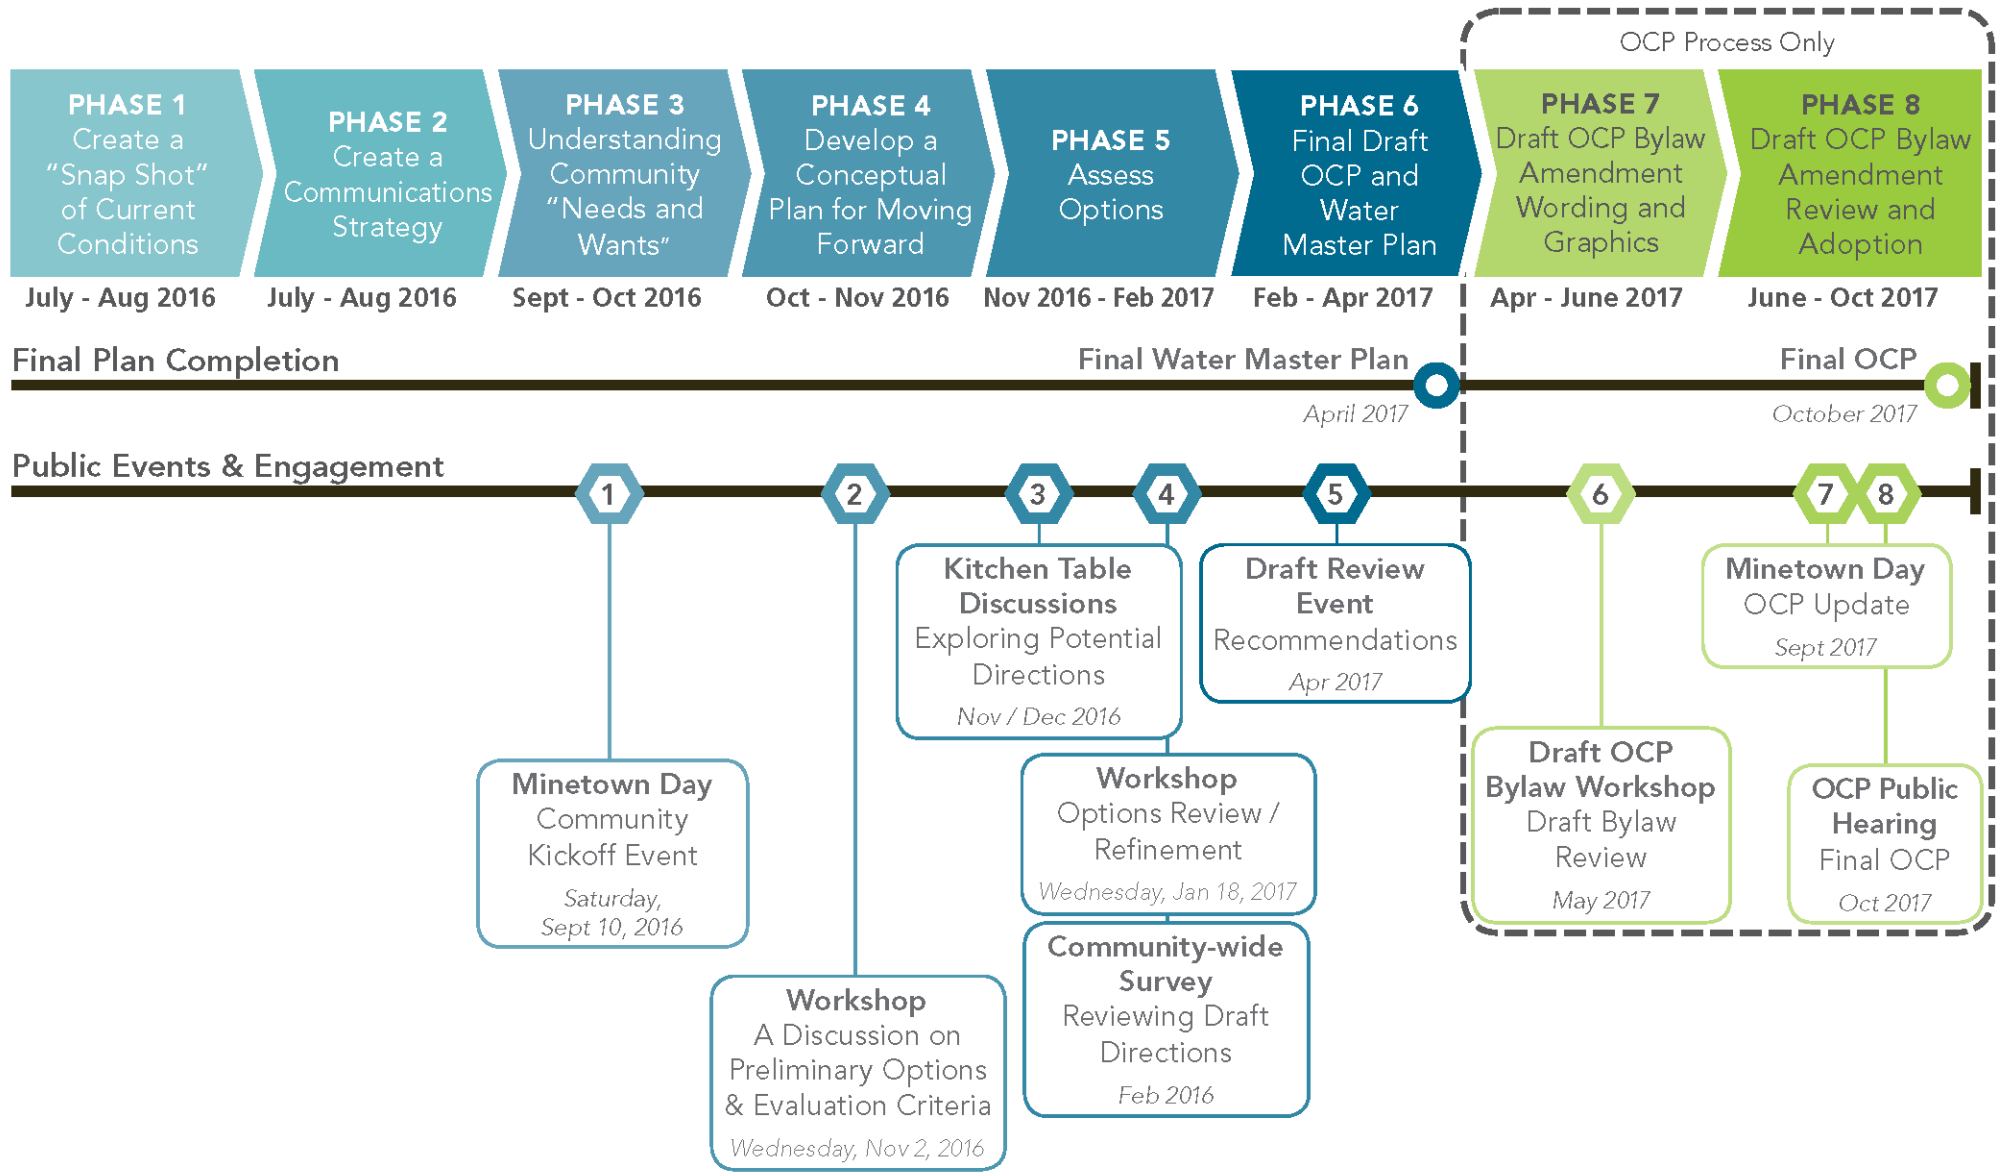 OCP Process Only
PHASE 1
Create a
“Snap Shot”
of Current
Conditions
PHASE 2
Create a
Communications
Strategy
PHASE 3
Understanding
Community
“Needs and
Wants”
PHASE 4
Develop a
Conceptual
Plan for Moving
Forward
PHASE 5
Assess
Options
PHASE 6
Final Draft
OCP and
Water
Master Plan
PHASE 7
Draft OCP Bylaw
Amendment
Wording and
Graphics
PHASE 8
Draft OCP Bylaw
Amendment
Review and
Adoption
July - Aug 2016
July - Aug 2016
Sept - Oct 2016
Oct - Nov 2016
Nov 2016 - Feb 2017
Feb - Apr 2017
Apr - June 2017
June - Oct 2017
Final Plan Completion
Final Water Master Plan
April 2017
Final OCP
October 2017
Public Events & Engagement
1
2
3
4
5
6
7
8
Minetown Day
Community
Kickoff Event
Saturday,
Sept 10, 2016
Workshop
A Discussion on
Preliminary Options
& Evaluation Criteria
Wednesday, Nov 2, 2016
Kitchen Table
Discussions
Exploring Potential
Directions
Nov / Dec 2016
Workshop
Options Review /
Refinement
Wednesday, Jan 18, 2017
Community-wide
Survey
Reviewing Draft
Directions
Feb 2016
Draft Review
Event
Recommendations
Apr 2017
Draft OCP
Bylaw Workshop
Draft Bylaw
Review
May 2017
Minetown Day
OCP Update
Sept 2017
OCP Public
Hearing
Final OCP
Oct 2017